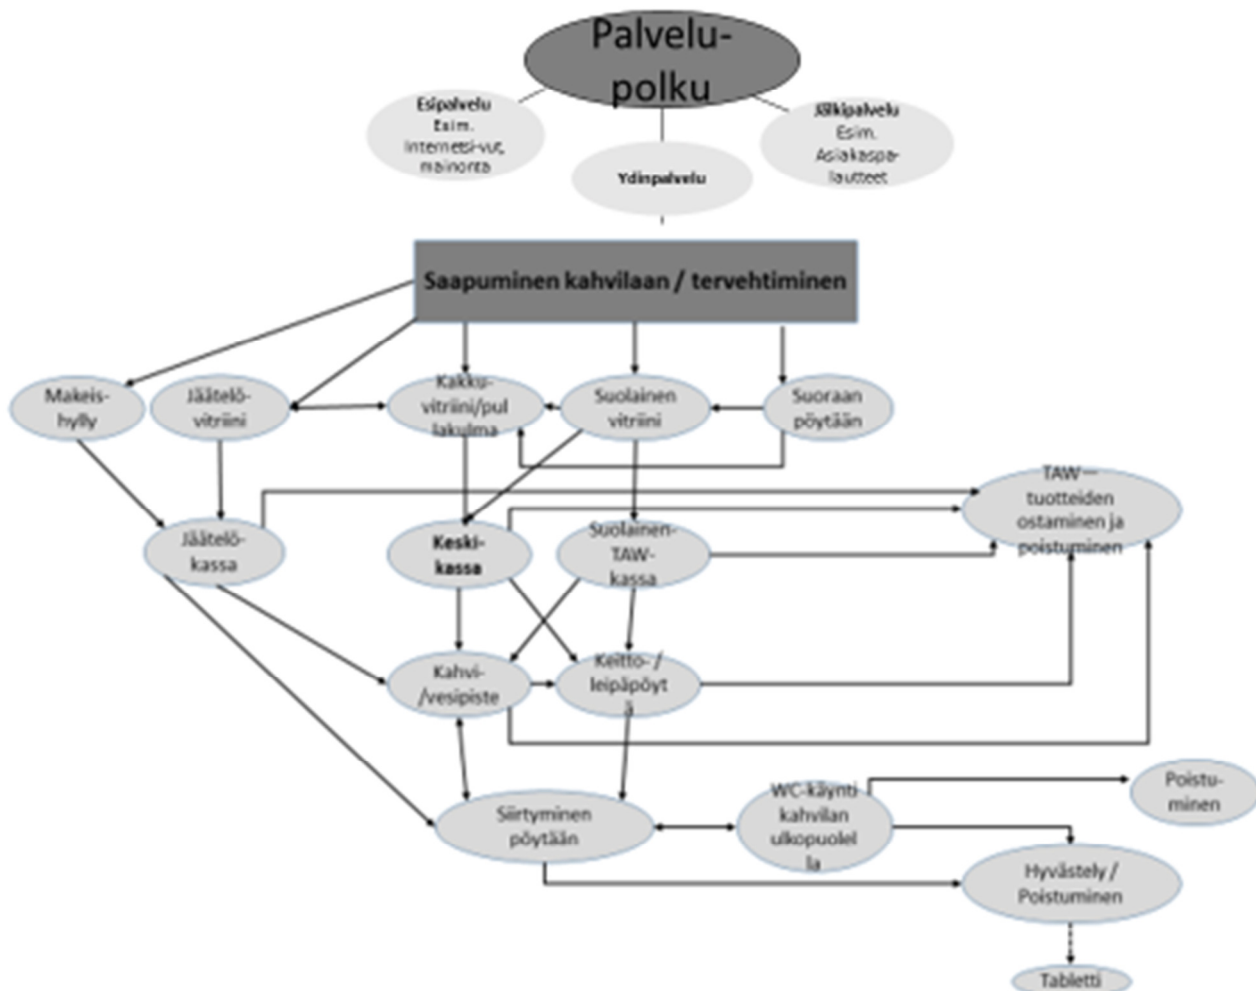 Palvelu-
polku
Esipalvelu
Esim.
Internetsi-vut,
mainonta
Ydinpalvelu
Jälkipalvelu
Esim.
Asiakaspa-
lautteet
Saapuminen kahvilaan / tervehtiminen
Makeis-
hylly
Jäätelö-
vitriini
Kakku-
vitriini/pul
lakulma
Suolainen
vitriini
Suoraan
pöytään
TAW—
tuotteiden
ostaminen ja
poistuminen
Jäätelö-
kassa
Keski-
kassa
Suolainen-
TAW-
kassa
Kahvi-
/vesipiste
Keitto- /
leipäpöyt
ä
Siirtyminen
pöytään
WC-käynti
kahvilan
ulkopuolel
la
Poistu-
minen
Hyvästely /
Poistuminen
Tabletti